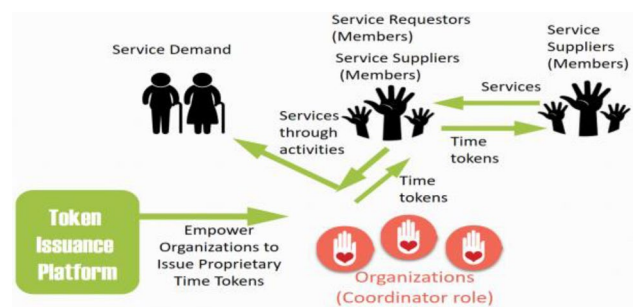 Service Requestors
(Members)
Service Demand
Service Suppliers
(Members)
Service
Suppliers
(Members)
Services
Services
through
activities
Time
tokens
Time
tokens
Token
Issuance
Platform
Empower
Organizations to
Issue Proprietary
Time Tokens
Organizations
(Coordinator role)